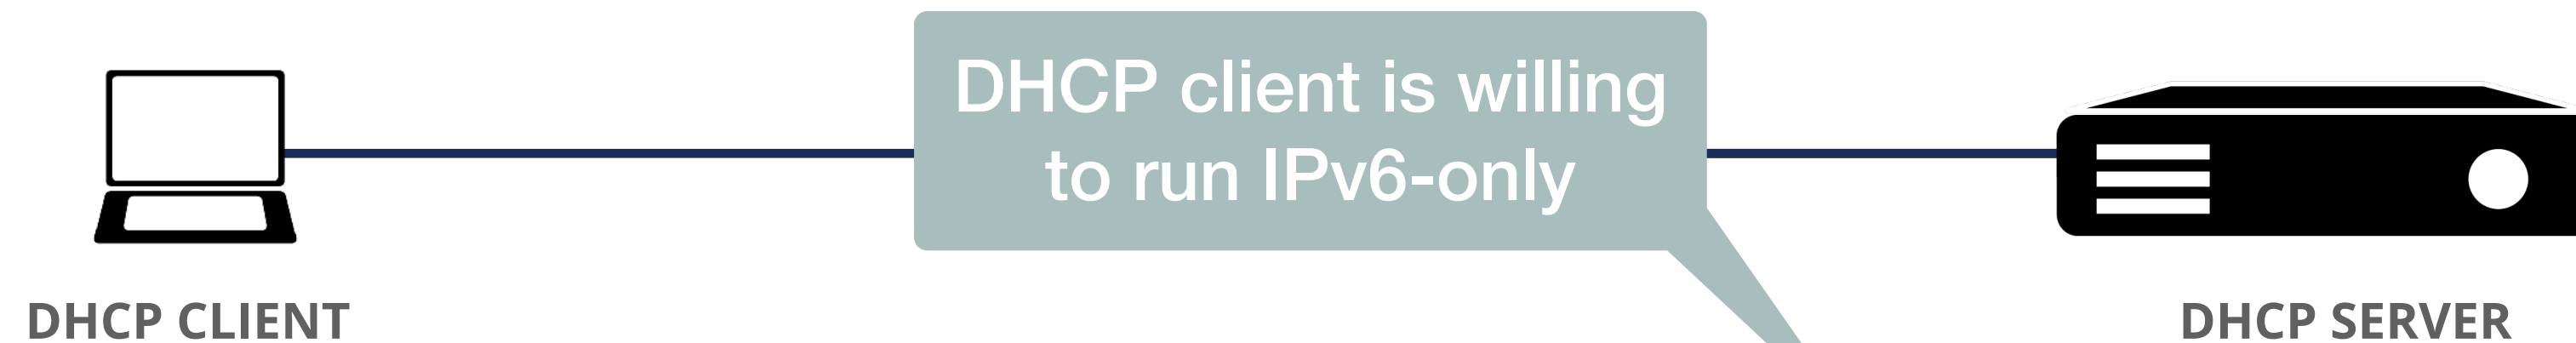 DHCP client is willing
to run IPv6-only
DHCP CLIENT
DHCP SERVER